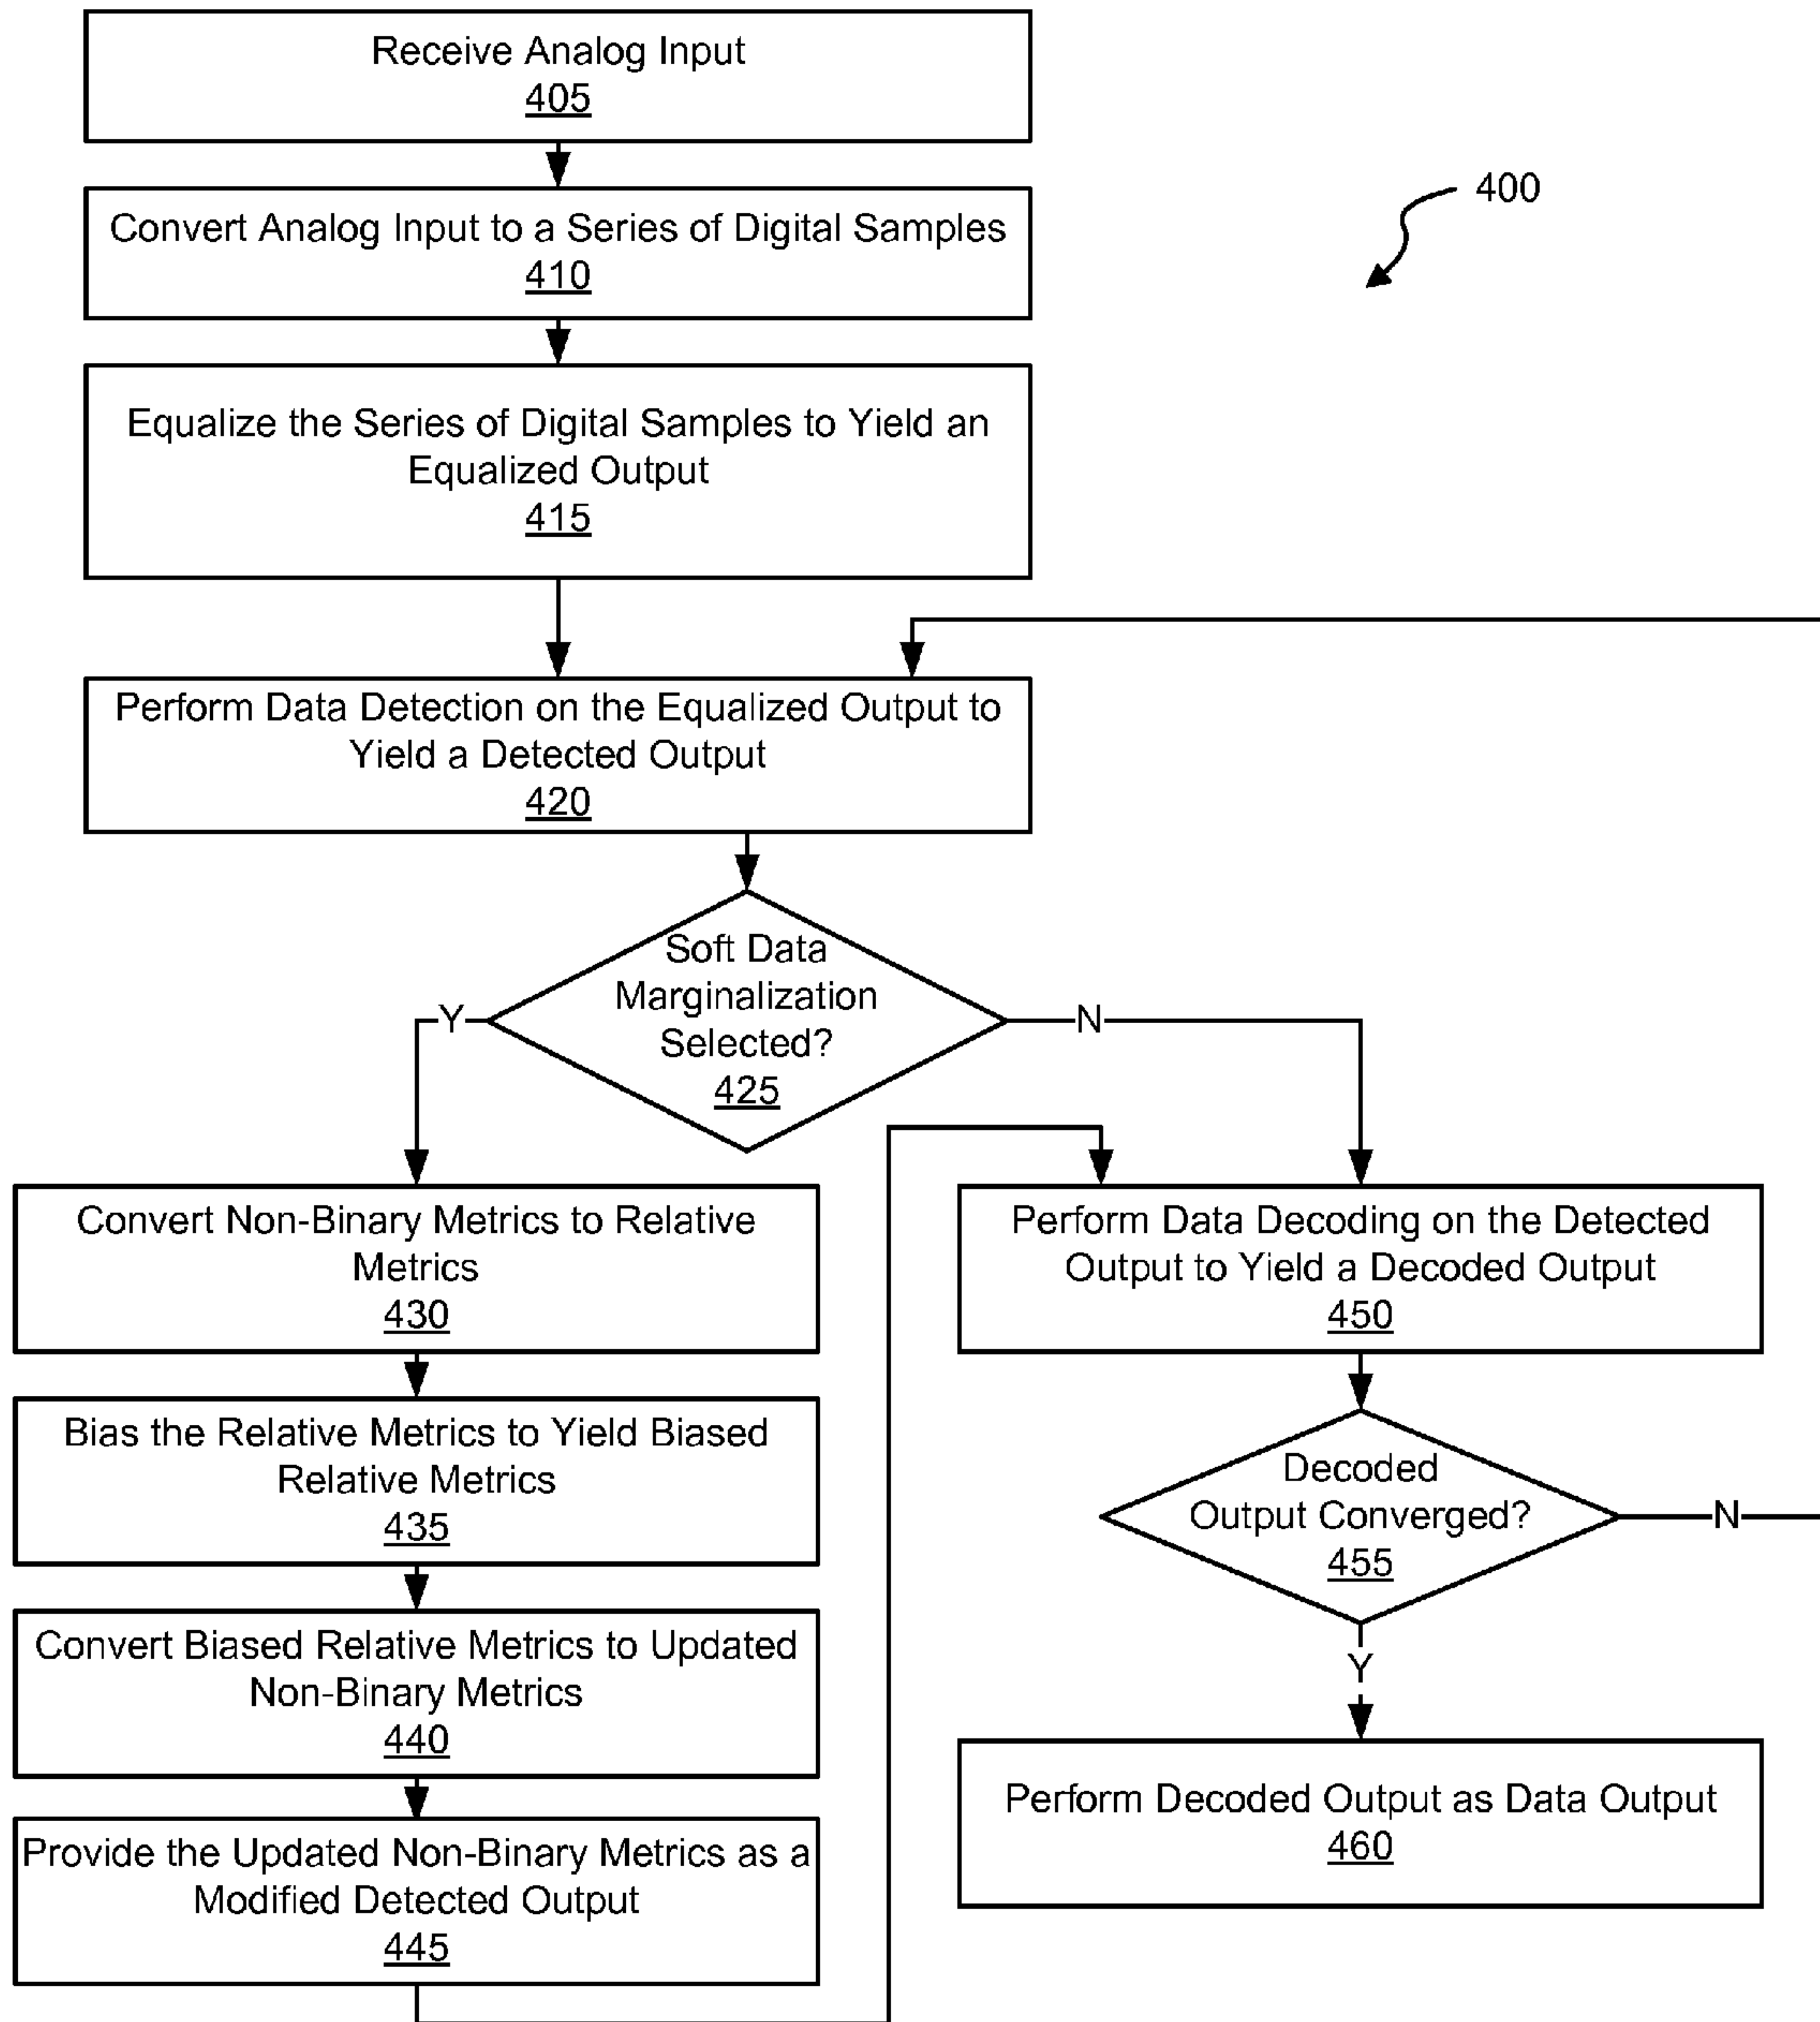 Receive Analog Input
405
400
Convert Analog Input to a Series of Digital Samples
410
Equalize the Series of Digital Samples to Yield an
Equalized Output
415
Perform Data Detection on the Equalized Output to
Yield a Detected Output
420
Soft Data
Marginalization
Selected?
425
Y
N
Convert Non-Binary Metrics to Relative
Metrics
430
Bias the Relative Metrics to Yield Biased
Relative Metrics
435
Convert Biased Relative Metrics to Updated
Non-Binary Metrics
440
Provide the Updated Non-Binary Metrics as a
Modified Detected Output
445
Perform Data Decoding on the Detected
Output to Yield a Decoded Output
450
Decoded
Output Converged?
455
N
Y
Perform Decoded Output as Data Output
460